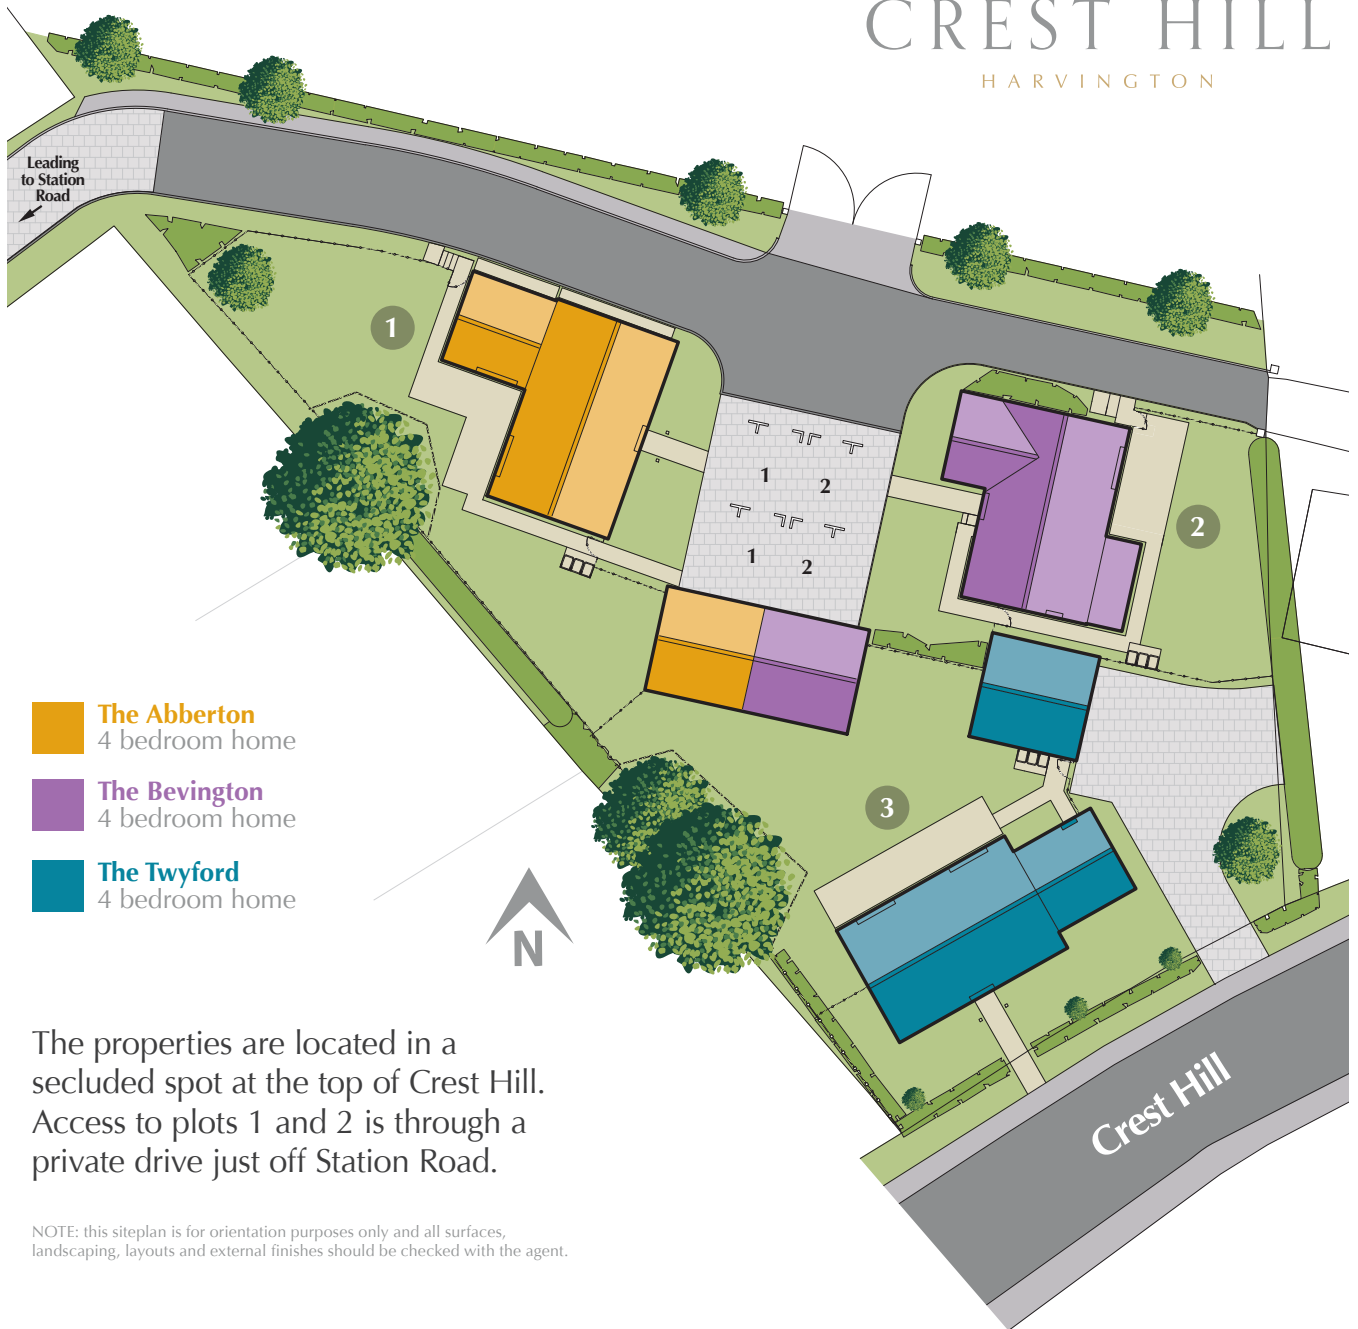 CREST HILL
HARVINGTON
Leading
to Station
Road
1
2
1
2
1
2
3
The Abberton
4 bedroom home
The Bevington
4 bedroom home
The Twyford
4 bedroom home
N
The properties are located in a
secluded spot at the top of Crest Hill.
Access to plots 1 and 2 is through a
private drive just off Station Road.
NOTE: this siteplan is for orientation purposes only and all surfaces,
landscaping, layouts and external finishes should be checked with the agent.
Crest Hill